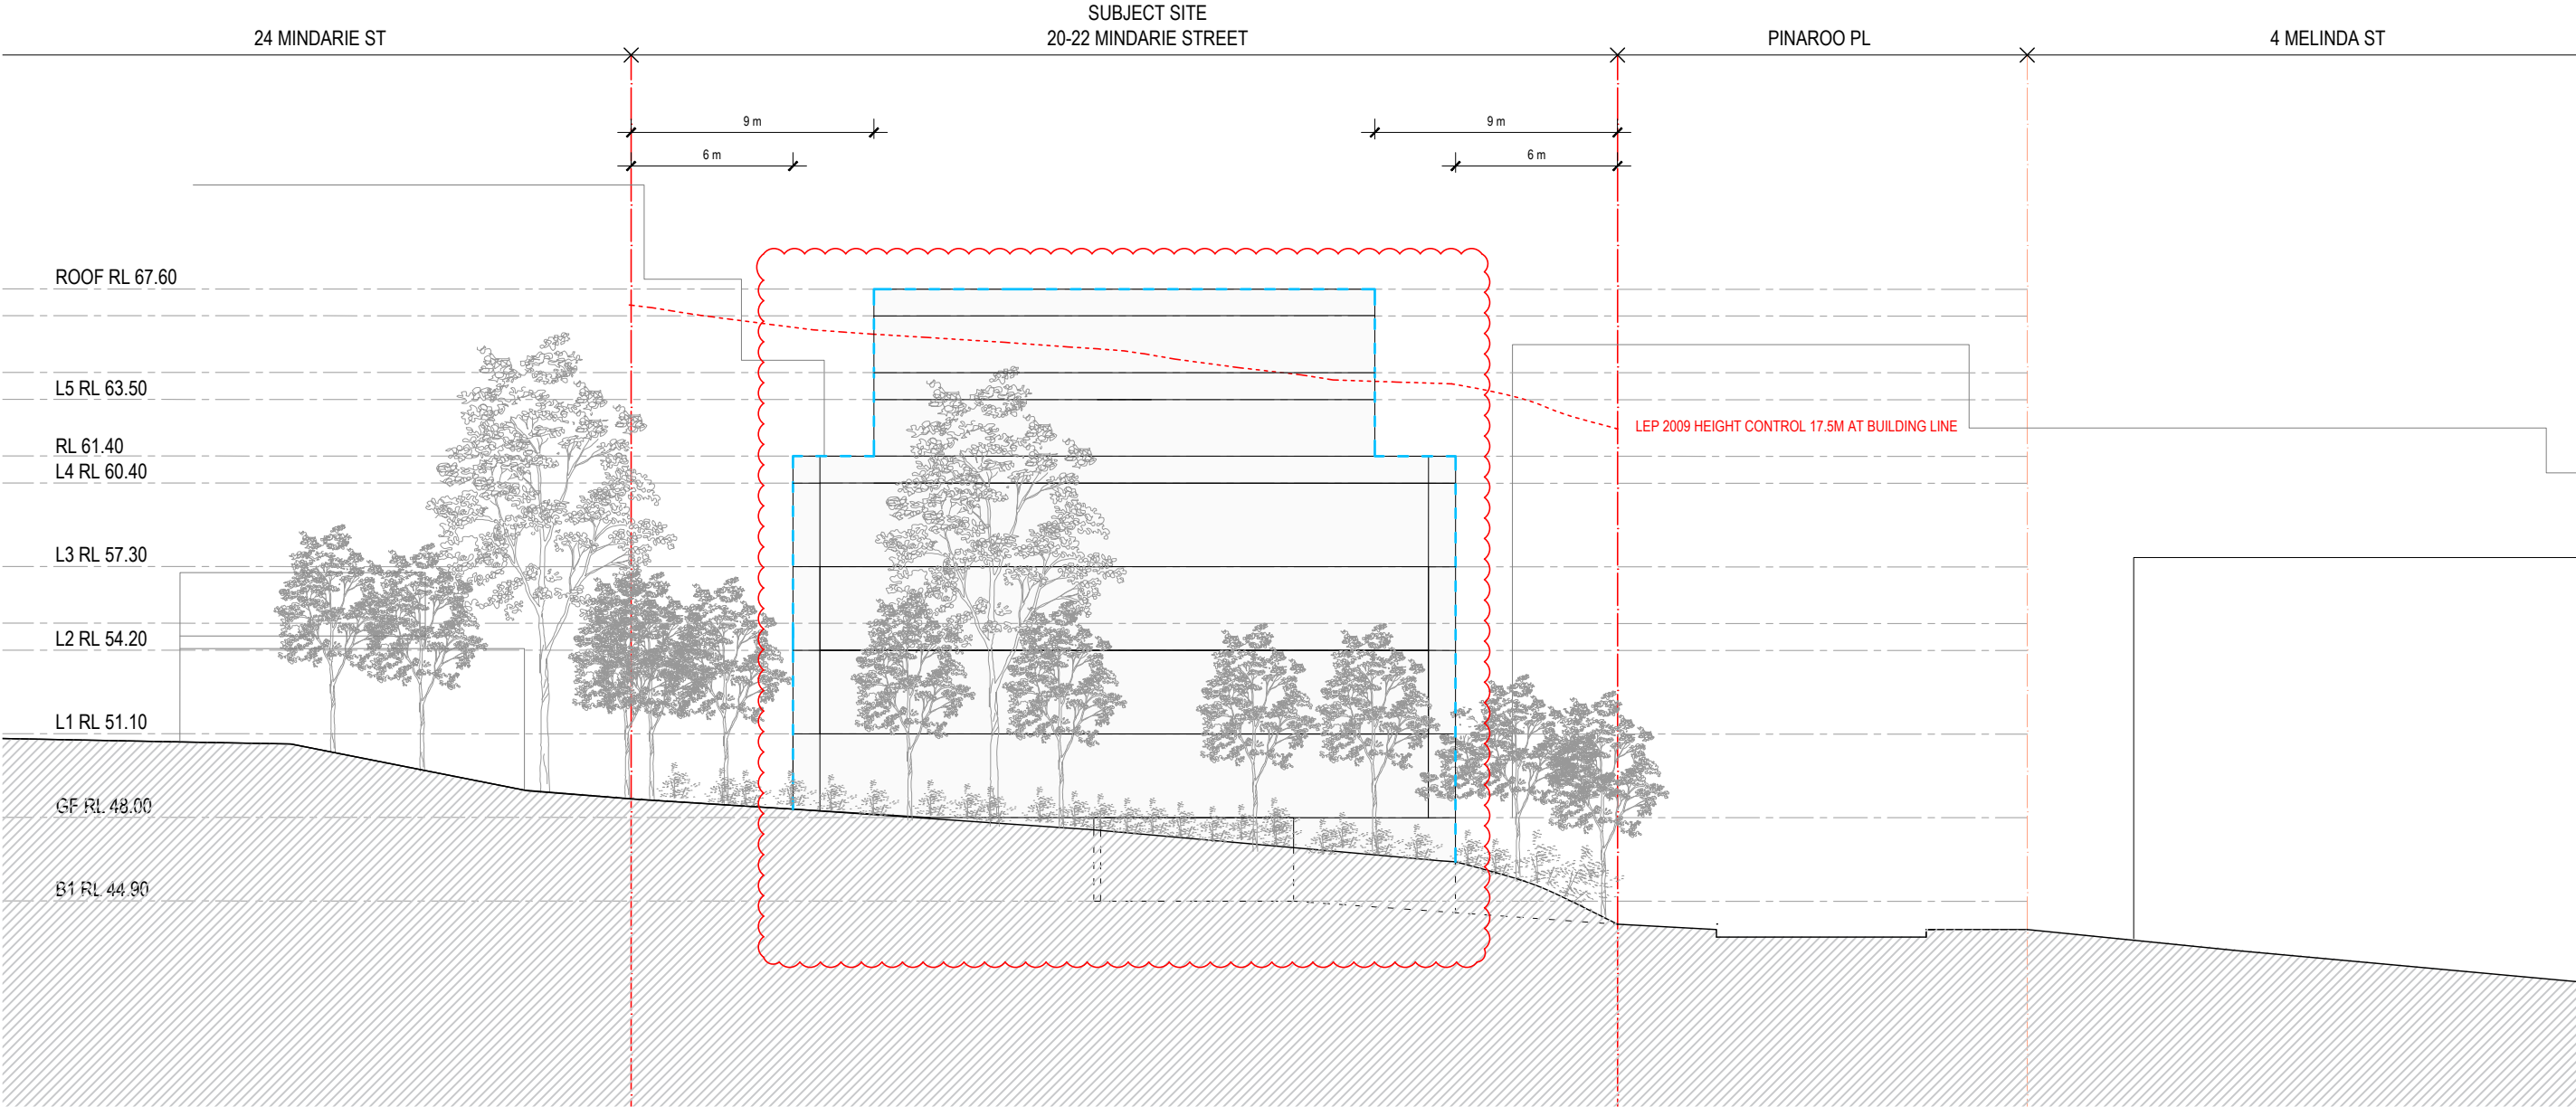 SUBJECT SITE
24 MINDARIE ST
20-22 MINDARIE STREET
PINAROO PL
4 MELINDA ST
9 m
9 m
6 m
6 m
ROOF RL 67.60
L5 RL 63.50
LEP 2009 HEIGHT CONTROL 17.5M AT BUILDING LINE
RL 61.40
L4 RL 60.40
L3 RL 57.30
L2 RL 54.20
L1 RL 51.10
GF RL 48.00
B1 RL 44.90